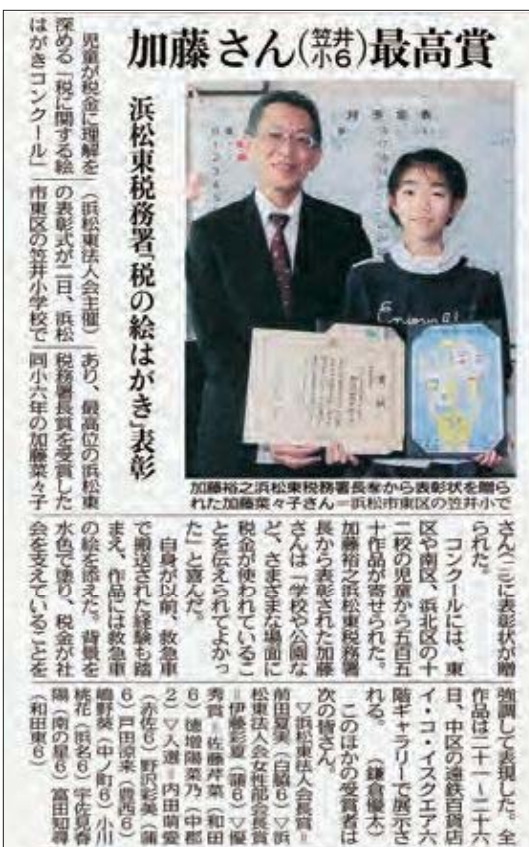 加藤さん(笠井小6)最高賞
浜松東税務署「税の絵はがき」表彰
児童が税金に理解を
深める「税に関する絵
はがきコンクール」
(浜松東法人会主催)
の表彰式が二日、浜松
市東区の笠井小学校で
あり、最高位の浜松東
税務署長賞を受賞した
同小六年の加藤菜々子
加藤裕之浜松東税務署長㊧から表彰状を贈ら
れた加藤菜々子さん=浜松市東区の笠井小で
表彰状
Enjoy
さん(一二)に表彰状が贈
られた。
コンクールには、東
区や南区、浜北区の十
二校の児童から五百五
十作品が寄せられた。
加藤裕之浜松東税務署
長から表彰された加藤
さんは「学校や公園な
ど、さまざまな場面に
税金が使われているこ
とを伝えられてよかっ
た」と喜んだ。
自身が以前、救急車
で搬送された経験も踏
まえ、作品には救急車
の絵を添えた。背景を
水色で塗り、税金が社
会を支えていることを
強調して表現した。全
作品は二十一~二十六
日、中区の遠鉄百貨店
イ・コ・イスクエア六
階ギャラリーで展示さ
れる。(鎌倉優太)
このほかの受賞者は
次の皆さん。
▽浜松東法人会長賞=
前田夏実(白脇6)▽浜
松東法人会女性部会長賞
=伊藤彩夏(蒲6)▽優
秀賞=佐藤芹菜(和田
6)徳増陽菜乃(中郡
2)▽入選=内田萌愛
(赤佐6)野沢彩美(蒲
6)戸田涼来(豊西6)
嶋野葵(中ノ町6)小川
桃花(浜名6)宇佐見春
陽(南の星6)富田知尋
(和田東6)